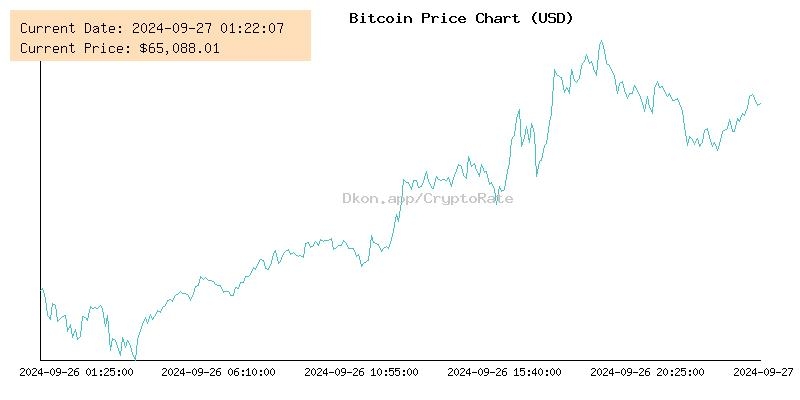 Bitcoin Price Chart (USD)
Current Date: 2024-09-27 01:22:07
Current Price: $65,088.01
Dkon.app/CryptoRate
2024-09-26 01:25:00 2024-09-26 06:10:00 2024-09-26 10:55:00 2024-09-26 15:40:00 2024-09-26 20:25:00 2024-09-27